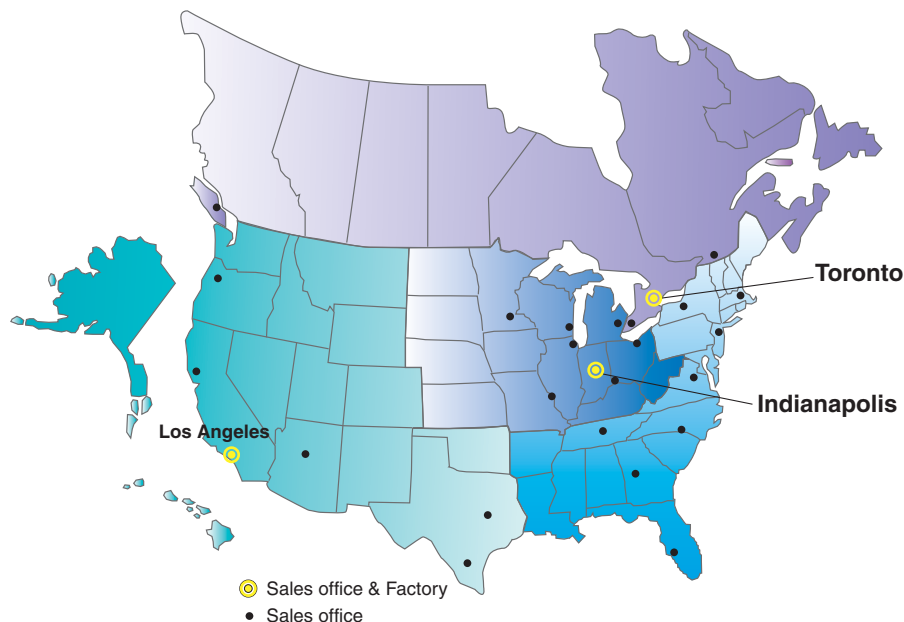 Toronto
Indianapolis
Los Angeles
Sales office & Factory
Sales office